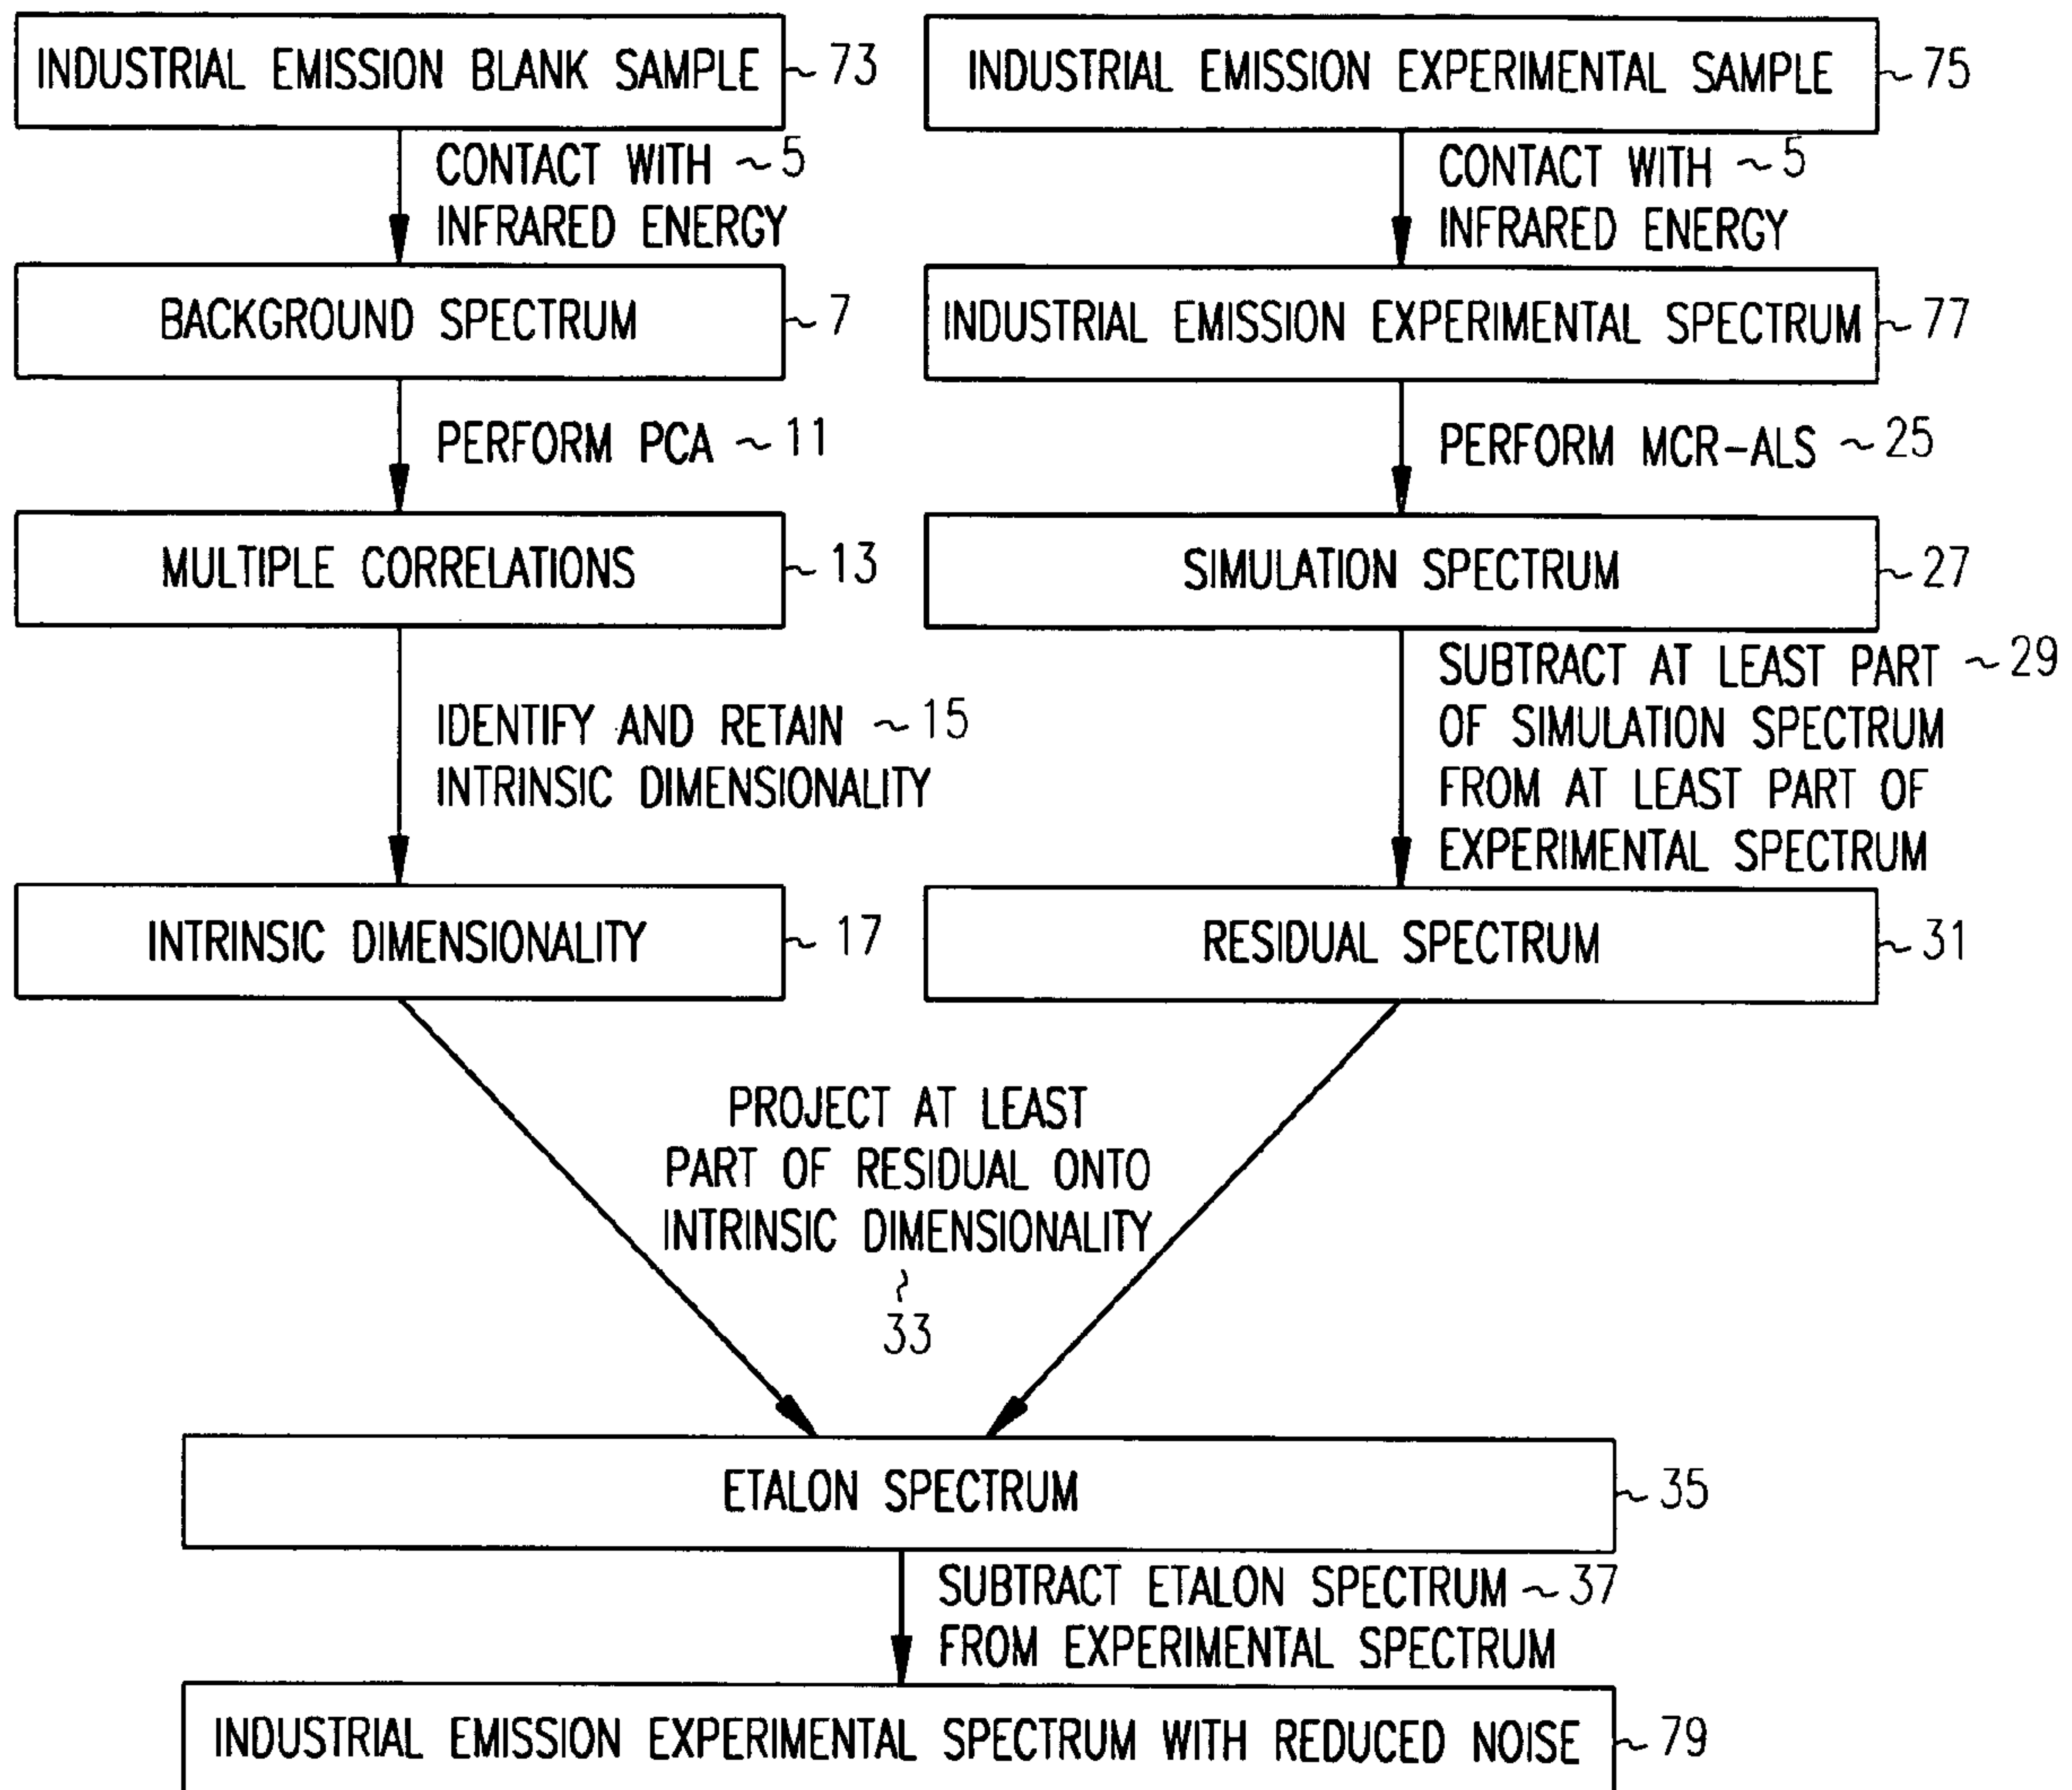 INDUSTRIAL EMISSION BLANK SAMPLE ~73
INDUSTRIAL EMISSION EXPERIMENTAL SAMPLE ~75
CONTACT WITH ~5
INFRARED ENERGY
CONTACT WITH ~5
INFRARED ENERGY
BACKGROUND SPECTRUM ~7
INDUSTRIAL EMISSION EXPERIMENTAL SPECTRUM ~77
PERFORM PCA ~11
PERFORM MCR-ALS ~25
MULTIPLE CORRELATIONS ~13
SIMULATION SPECTRUM ~27
IDENTIFY AND RETAIN ~15
INTRINSIC DIMENSIONALITY
SUBTRACT AT LEAST PART ~29
OF SIMULATION SPECTRUM
FROM AT LEAST PART OF
EXPERIMENTAL SPECTRUM
INTRINSIC DIMENSIONALITY ~17
RESIDUAL SPECTRUM ~31
PROJECT AT LEAST
PART OF RESIDUAL ONTO
INTRINSIC DIMENSIONALITY
~
33
ETALON SPECTRUM ~35
SUBTRACT ETALON SPECTRUM ~37
FROM EXPERIMENTAL SPECTRUM
INDUSTRIAL EMISSION EXPERIMENTAL SPECTRUM WITH REDUCED NOISE ~79